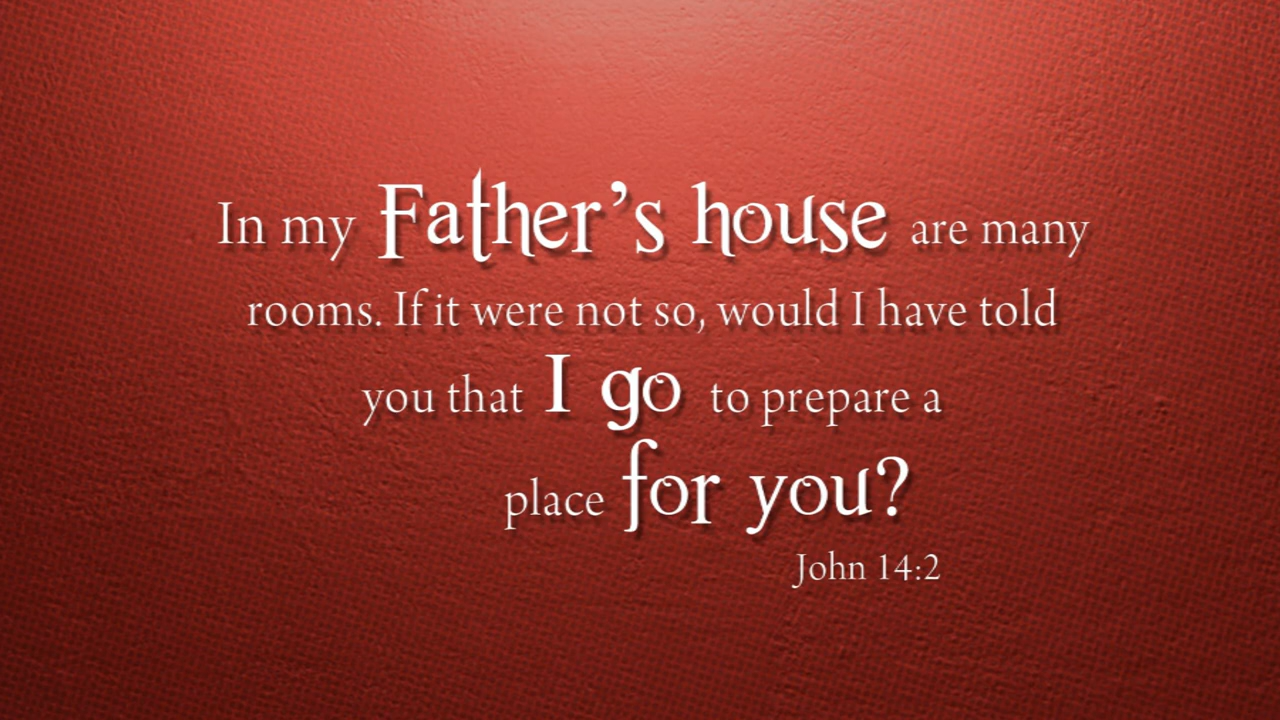 In my Father’s house are many
rooms. If it were not so, would I have told
you that I go to prepare a
place for you?
John 14:2